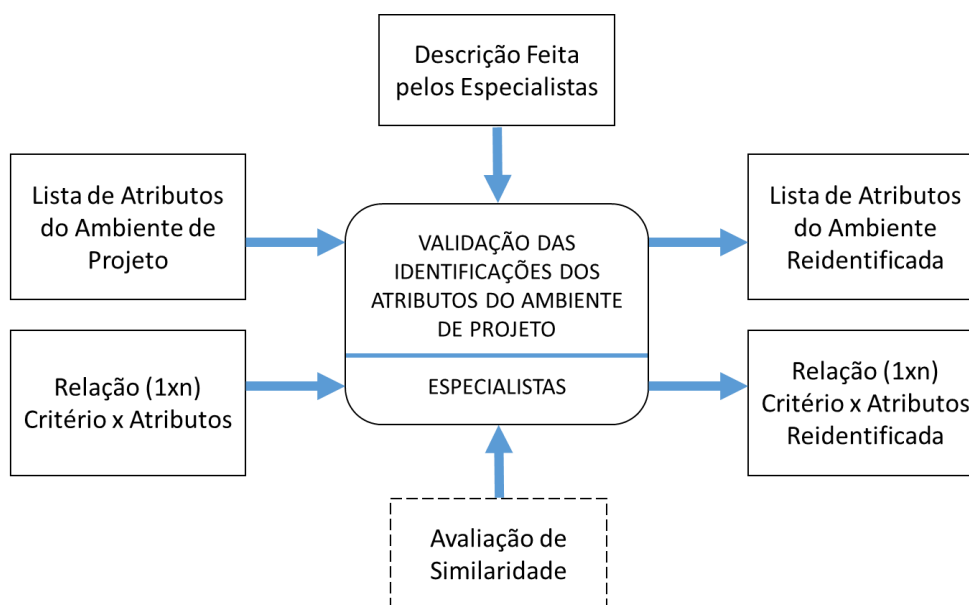 Descrição Feita
pelos Especialistas
Lista de Atributos
do Ambiente de
Projeto
VALIDAÇÃO DAS
IDENTIFICAÇÕES DOS
ATRIBUTOS DO AMBIENTE
DE PROJETO
Lista de Atributos
do Ambiente
Reidentificada
Relação (1xn)
Critério x Atributos
ESPECIALISTAS
Relação (1xn)
Critério x Atributos
Reidentificada
Avaliação de
Similaridade